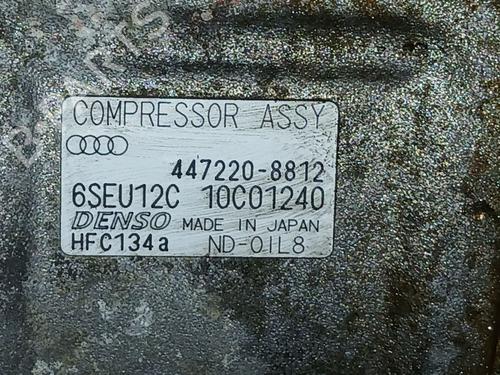 COMPRESSOR ASSY
447220-8812
6SEU12C 10C01240
DENSO MADE IN JAPAN
HFC134a ND-OIL8